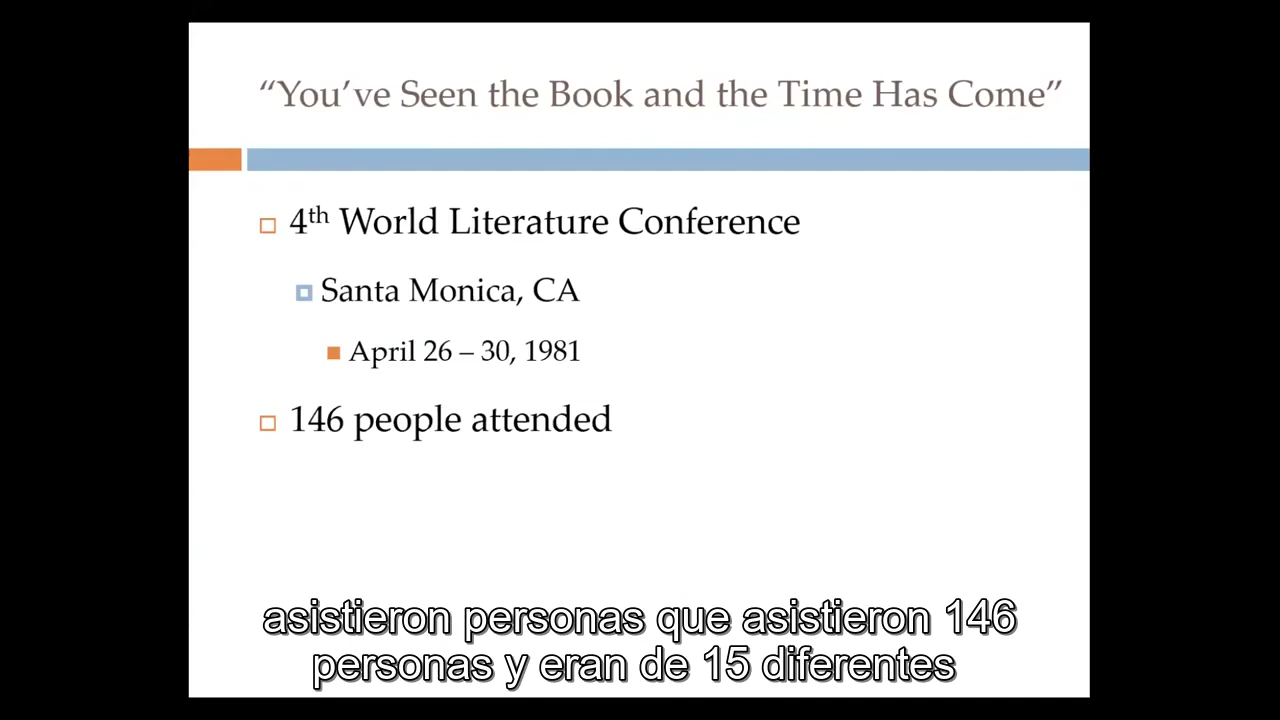 “You’ve Seen the Book and the Time Has Come”
4th World Literature Conference
Santa Monica, CA
April 26 – 30, 1981
146 people attended
asistieron personas que asistieron 146
personas y eran de 15 diferentes